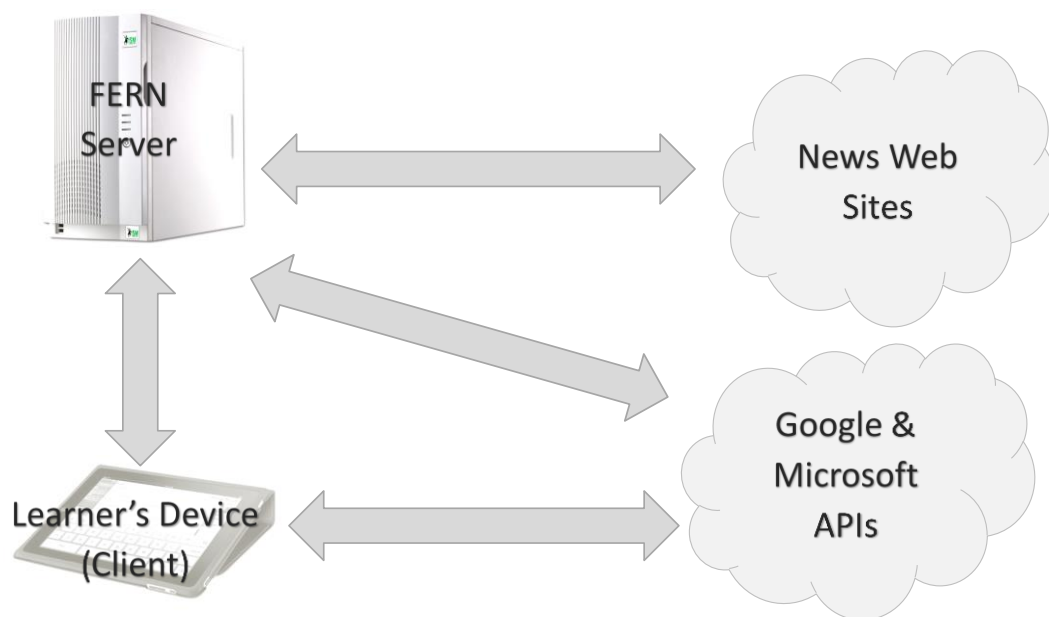 FERN
Server
News Web
Sites
Google &
Microsoft
APIs
Learner's Device
(Client)